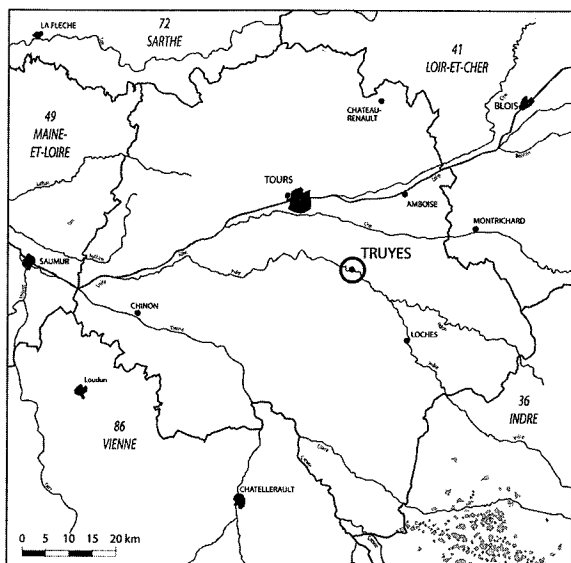 LA FLECHE
72
SARTHE
41
LOIR-ET-CHER
BLOIS
49
MAINE-
ET-LOIRE
CHATEAU-
RENAULT
TOURS
AMBOISE
MONTRICHARD
TRUYES
SAUMUR
CHINON
LOCHES
Loudun
86
VIENNE
36
INDRE
CHATELLERAULT
0 5 10 15 20 km